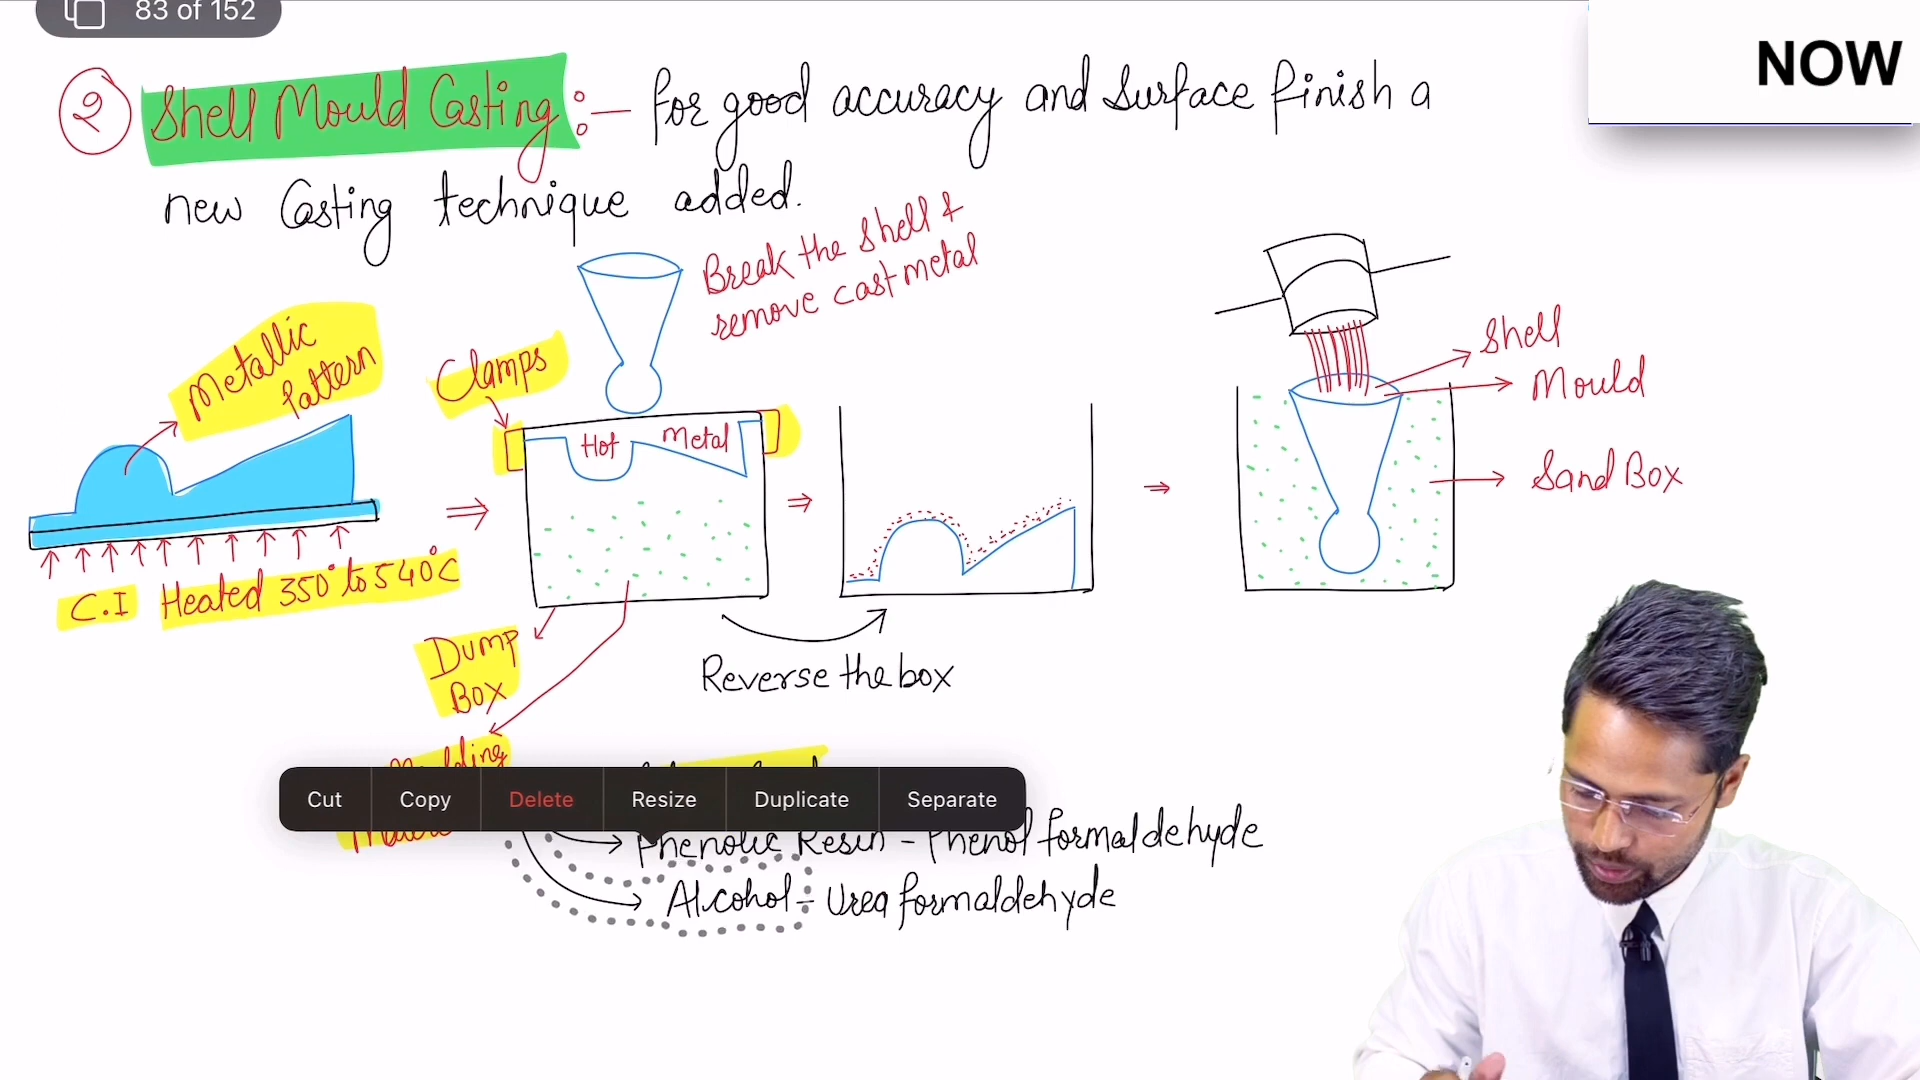 83 of 152
NOW
2 Shell Mould Casting :- for good accuracy and Surface finish a
new Casting technique added.
Break the shell &
remove cast metal
Metallic
Pattern
Clamps
Hot Metal
Shell
Mould
Sand Box
C.I Heated 350° to 540°C
Dump
Box
Reverse the box
Cut Copy Delete Resize Duplicate Separate
Phenolic Resin - Phenol formaldehyde
Alcohol - Urea formaldehyde